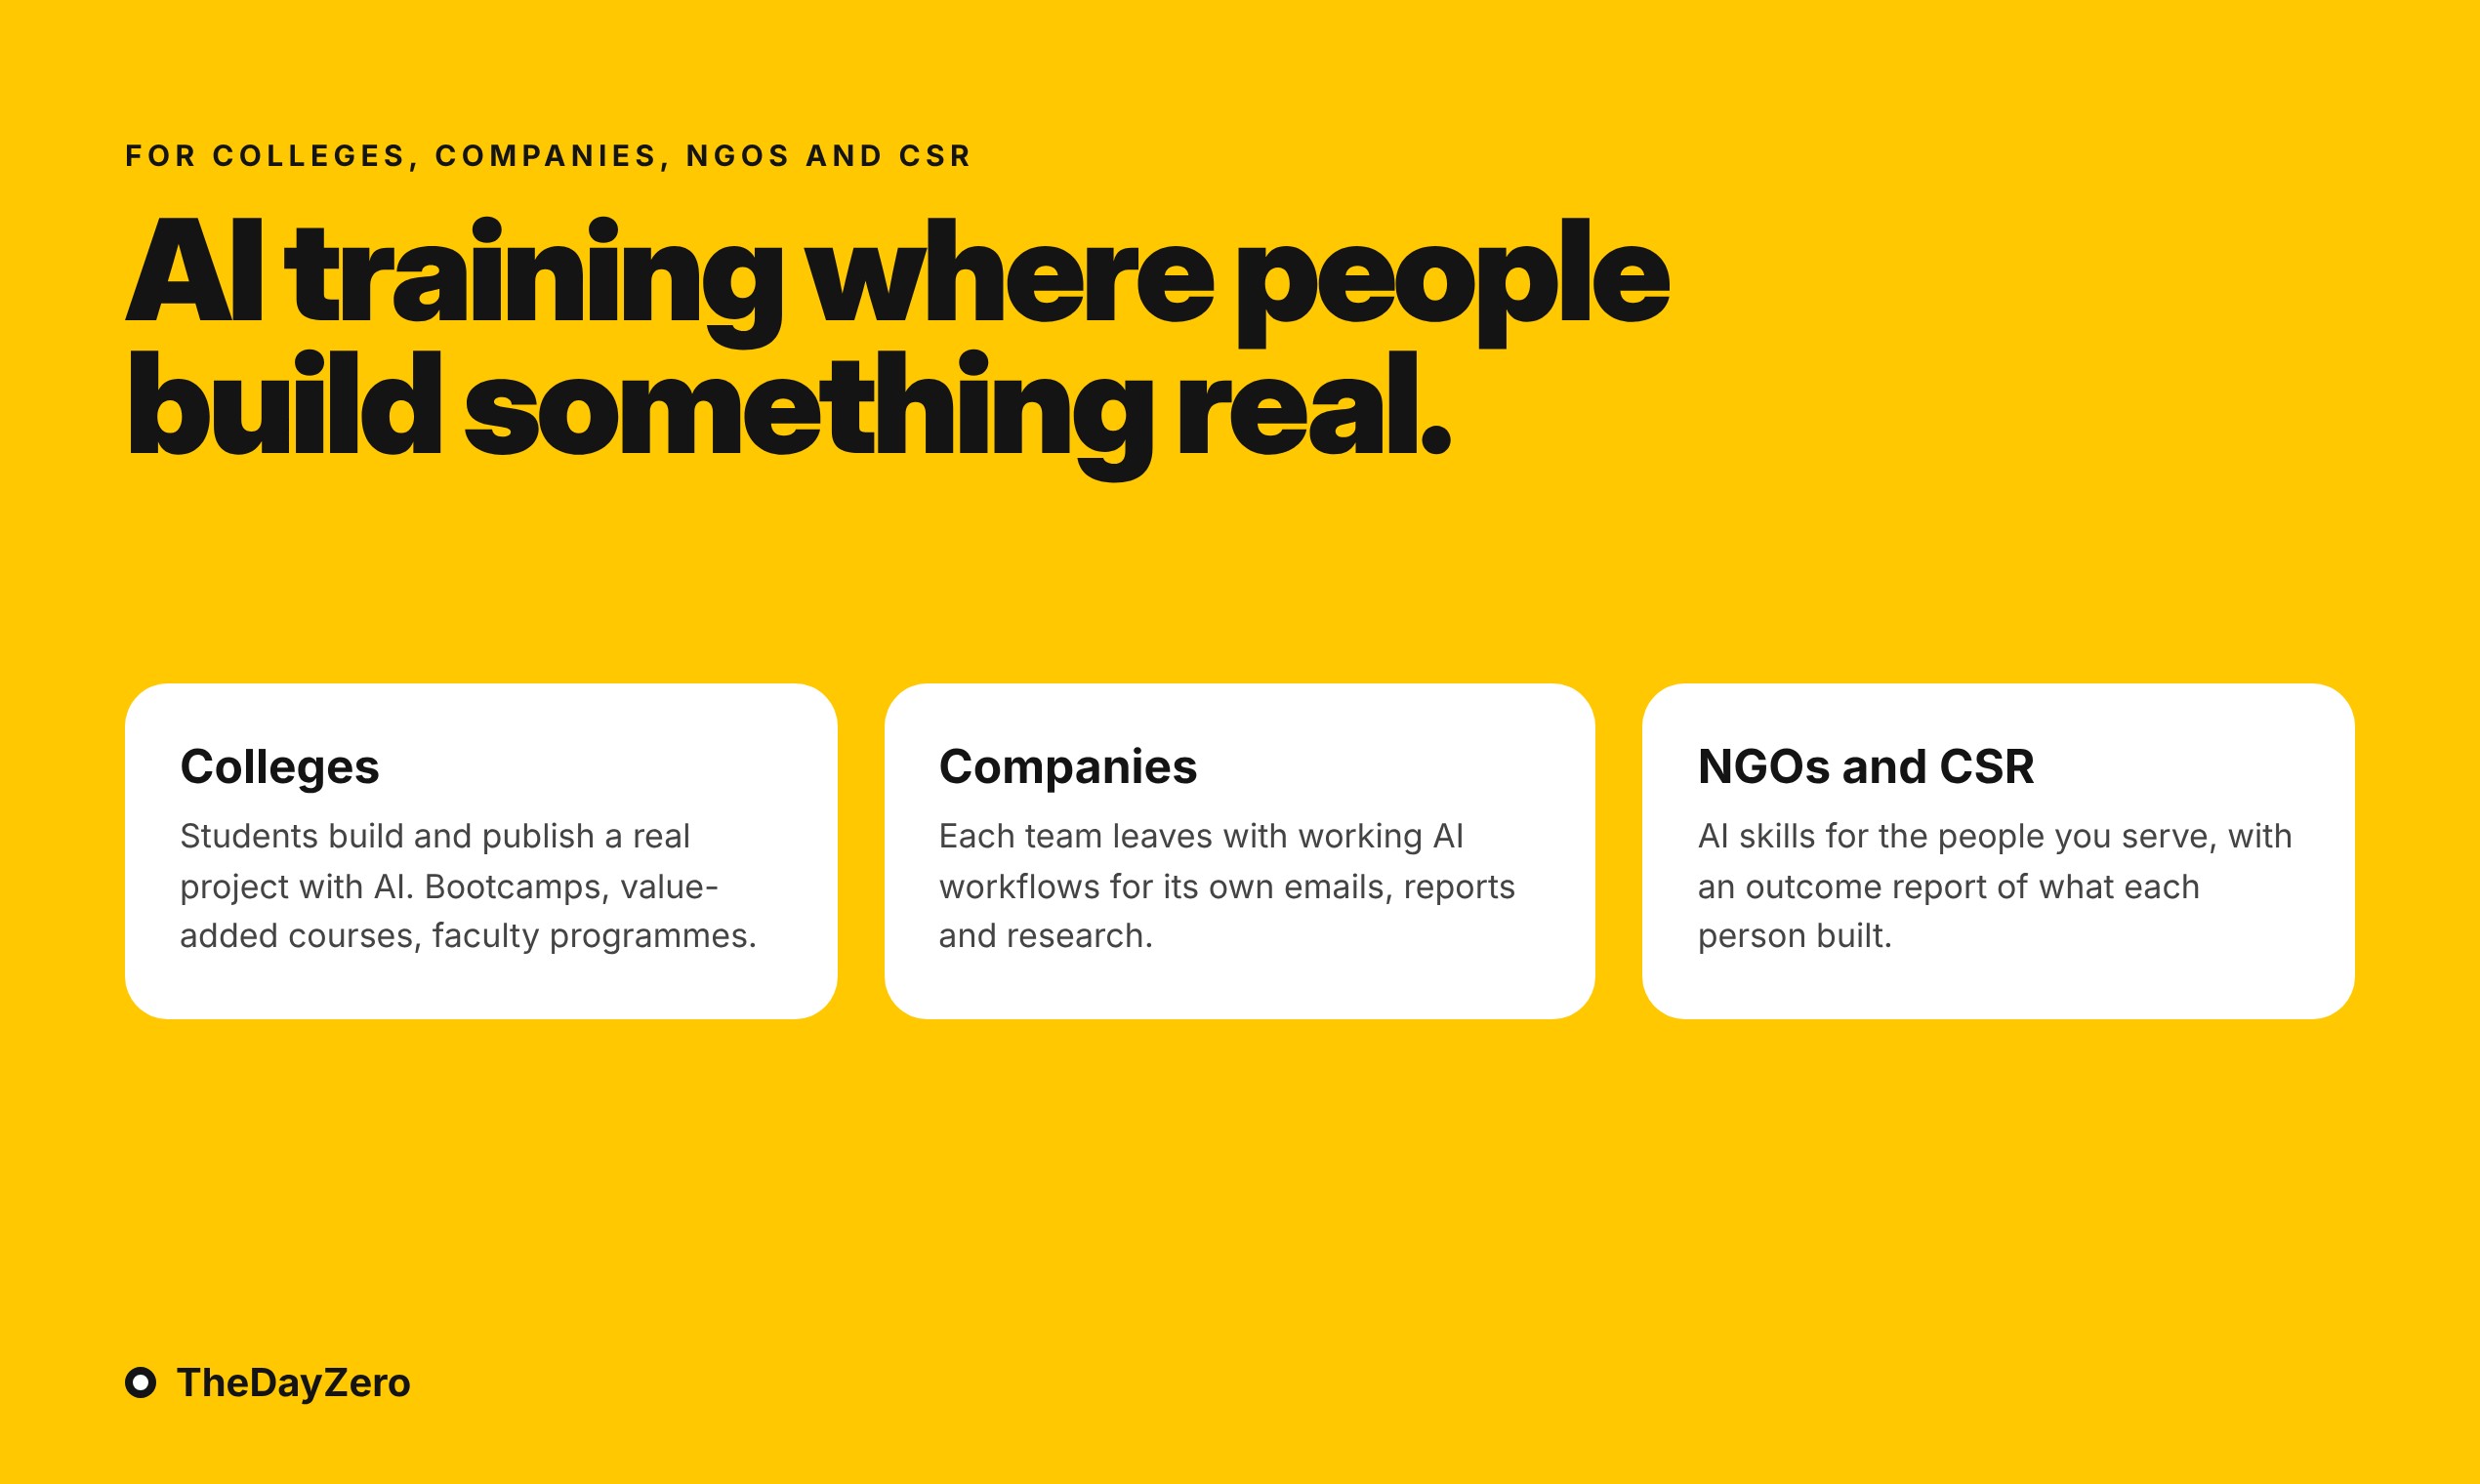 FOR COLLEGES, COMPANIES, NGOS AND CSR
AI training where people
build something real.
Colleges
Students build and publish a real
project with AI. Bootcamps, value-
added courses, faculty programmes.
Companies
Each team leaves with working AI
workflows for its own emails, reports
and research.
NGOs and CSR
AI skills for the people you serve, with
an outcome report of what each
person built.
TheDayZero